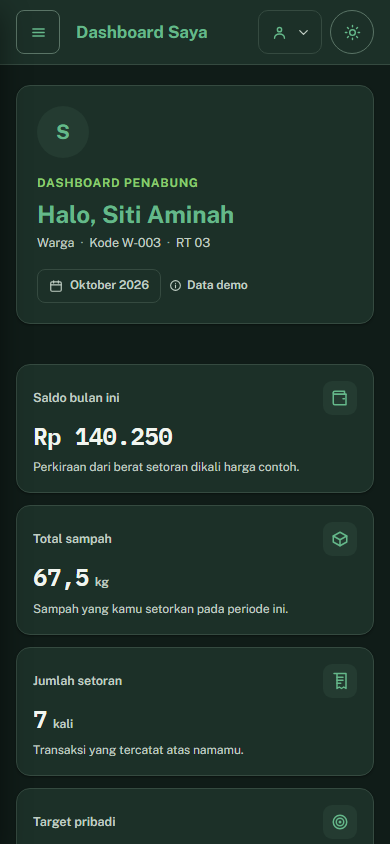 Dashboard Saya
S
DASHBOARD PENABUNG
Halo, Siti Aminah
Warga · Kode W-003 · RT 03
Oktober 2026
Data demo
Saldo bulan ini
Rp 140.250
Perkiraan dari berat setoran dikali harga contoh.
Total sampah
67,5 kg
Sampah yang kamu setorkan pada periode ini.
Jumlah setoran
7 kali
Transaksi yang tercatat atas namamu.
Target pribadi